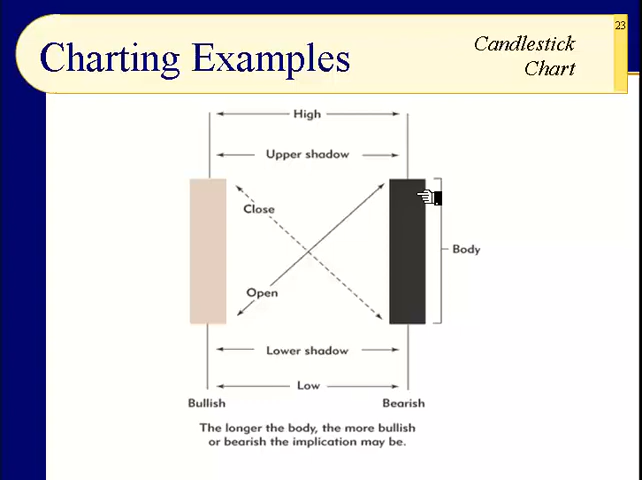 23
Charting Examples
Candlestick
Chart
High
Upper shadow
Close
Body
Open
Lower shadow
Low
Bullish
Bearish
The longer the body, the more bullish
or bearish the implication may be.